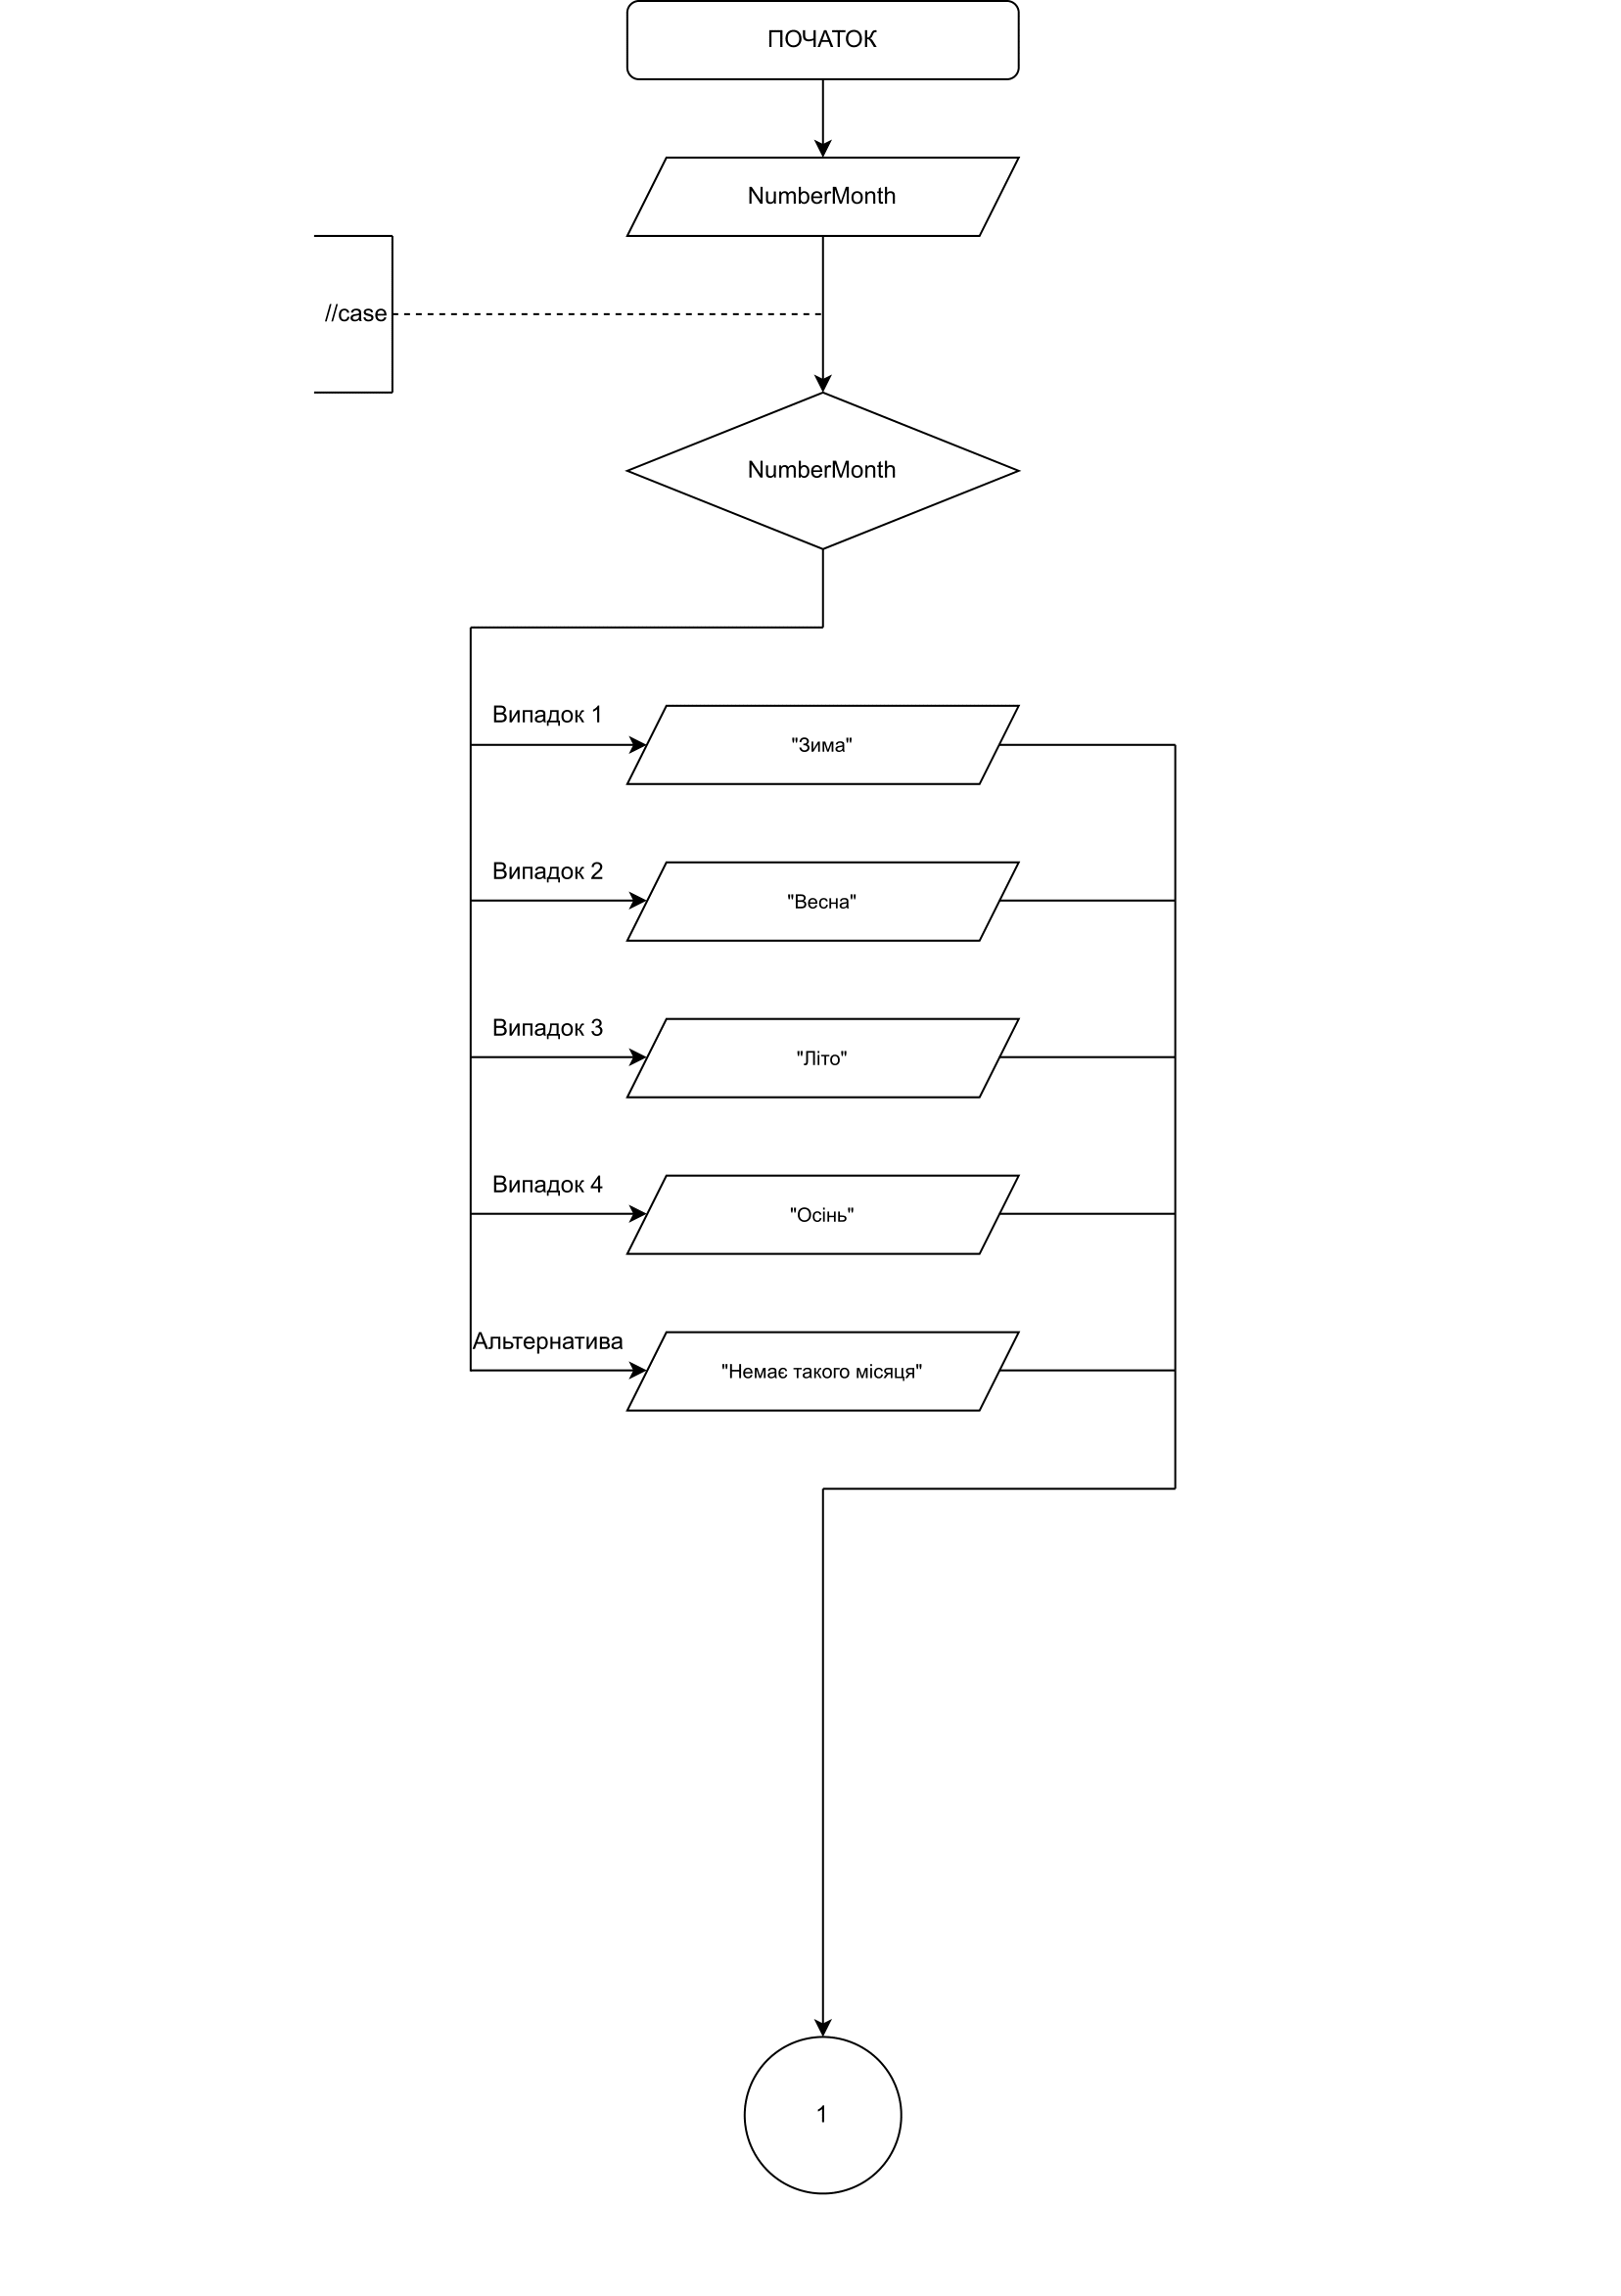 ПОЧАТОК
NumberMonth
//case
NumberMonth
Випадок 1
"Зима"
Випадок 2
"Весна"
Випадок 3
"Літо"
Випадок 4
"Осінь"
Альтернатива
"Немає такого місяця"
1